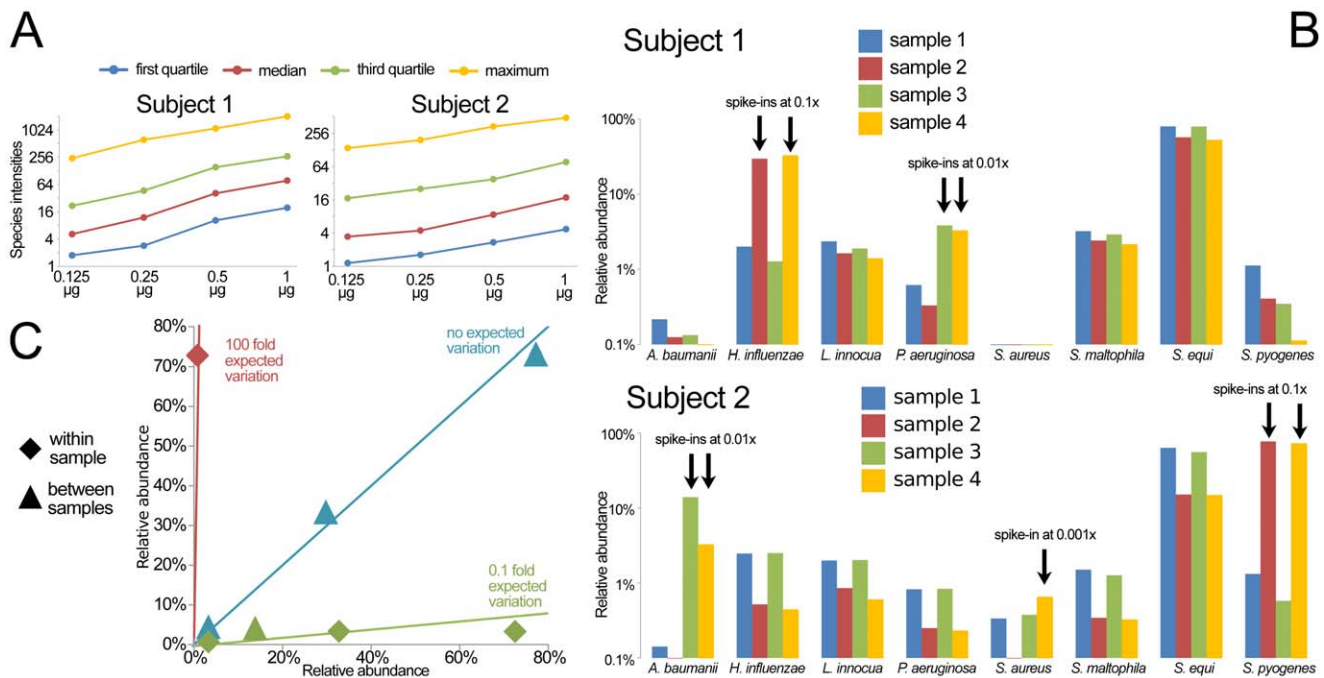 A
first quartile
median
third quartile
maximum
Subject 1
Subject 2
Species intensities
1024
256
64
16
4
1
0.125 µg
0.25 µg
0.5 µg
1 µg
256
64
16
4
1
0.125 µg
0.25 µg
0.5 µg
1 µg
B
Subject 1
sample 1
sample 2
sample 3
sample 4
spike-ins at 0.1x
spike-ins at 0.01x
Relative abundance
100%
10%
1%
0.1%
A. baumanii
H. influenzae
L. innocua
P. aeruginosa
S. aureus
S. maltophila
S. equi
S. pyogenes
Subject 2
sample 1
sample 2
sample 3
sample 4
spike-ins at 0.01x
spike-in at 0.001x
spike-ins at 0.1x
Relative abundance
100%
10%
1%
0.1%
A. baumanii
H. influenzae
L. innocua
P. aeruginosa
S. aureus
S. maltophila
S. equi
S. pyogenes
C
within
sample
between
samples
Relative abundance
80%
70%
60%
50%
40%
30%
20%
10%
0%
100 fold
expected
variation
no expected
variation
0.1 fold
expected
variation
0%
20%
40%
60%
80%
Relative abundance